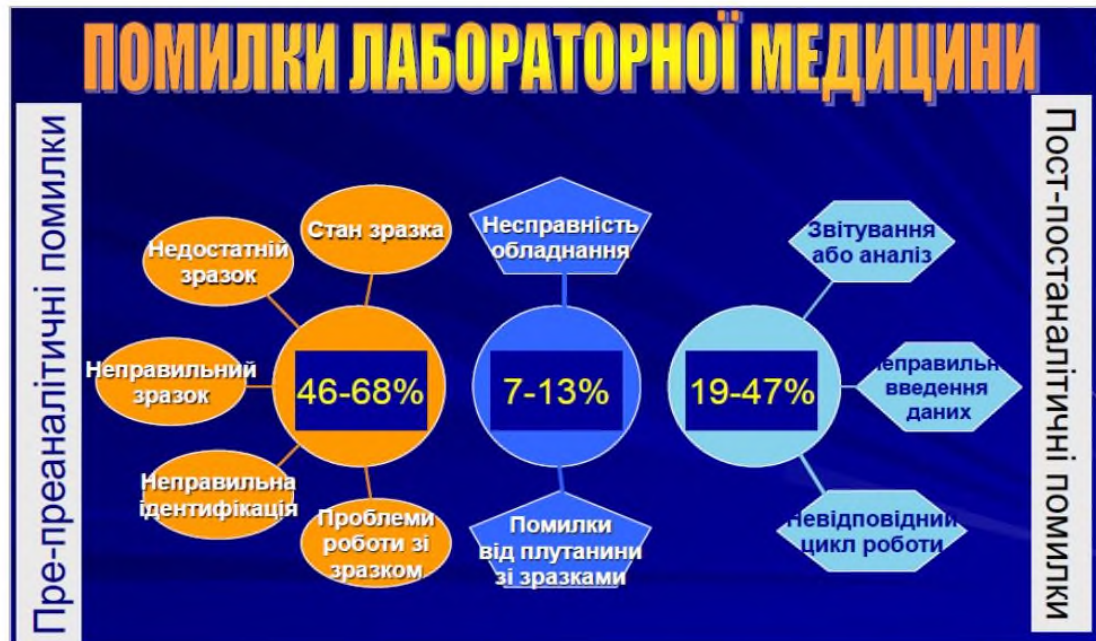 ПОМИЛКИ ЛАБОРАТОРНОЇ МЕДИЦИНИ
Пре-преаналітичні помилки
Стан зразка
Недостатній
зразок
Неправильний
зразок
Неправильна
ідентифікація
Проблеми
роботи зі
зразком
46-68%
Несправність
обладнання
7-13%
Помилки
від плутанини
зі зразками
19-47%
Звітування
або аналіз
еправильн
введення
даних
Невідповідний
цикл роботи
Пост-постаналітичні помилки